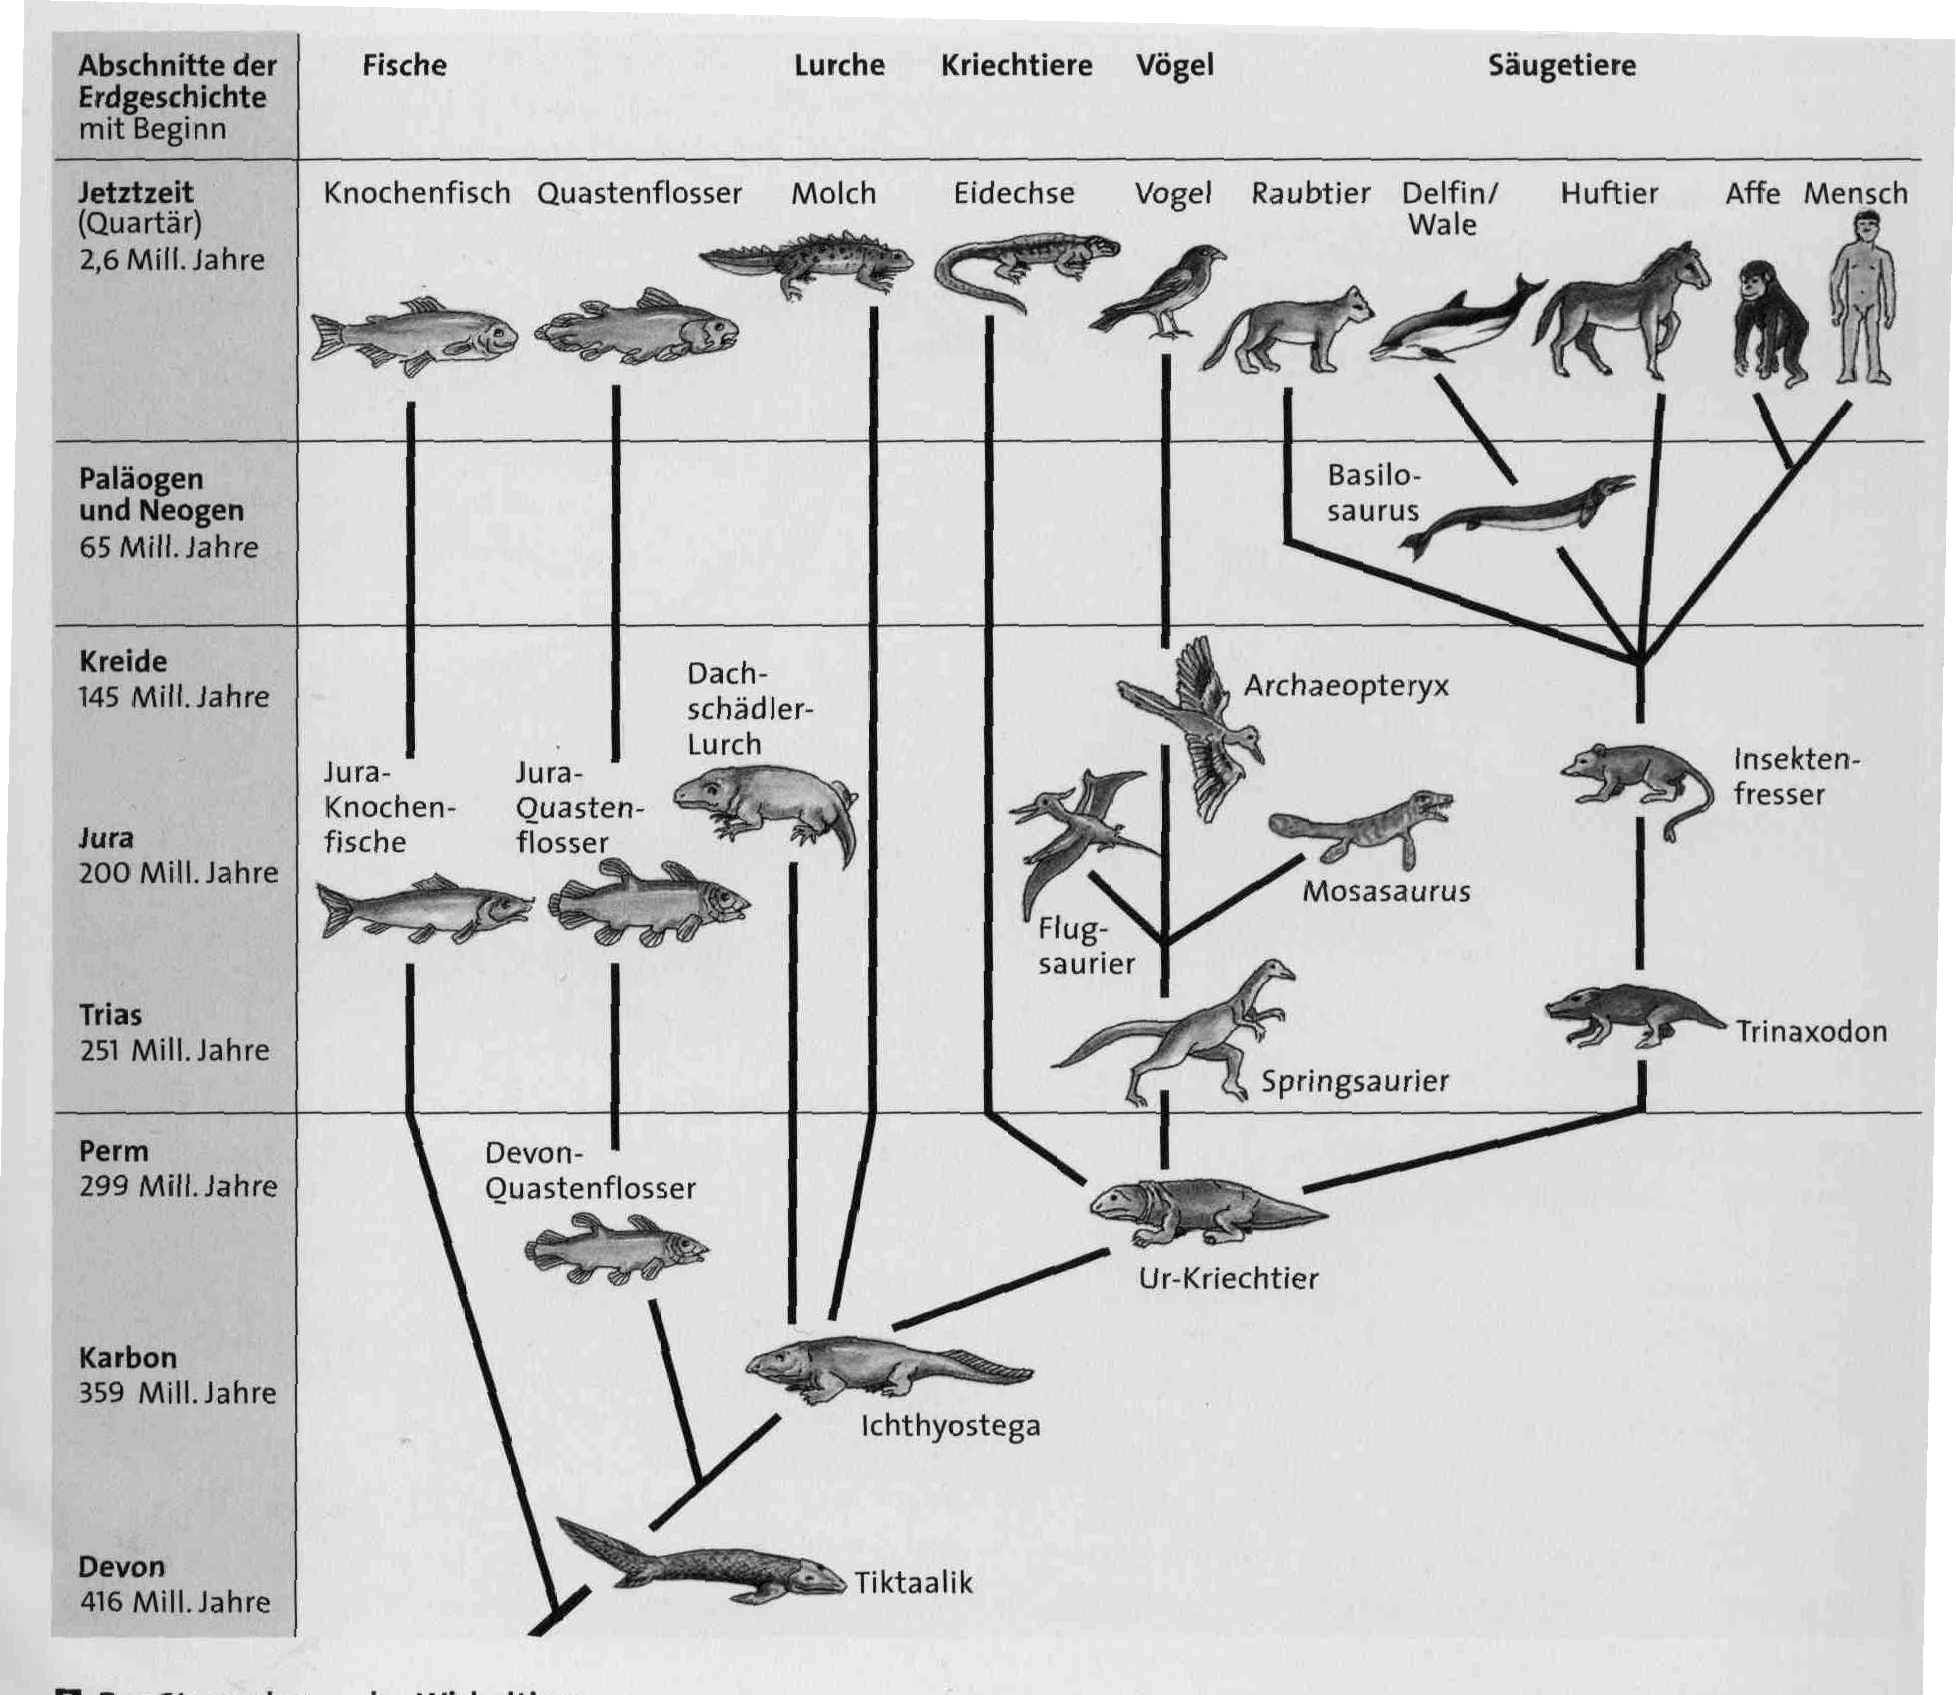 Abschnitte der
Erdgeschichte
mit Beginn
Fische
Lurche
Kriechtiere
Vögel
Säugetiere
Jetztzeit
(Quartär)
2,6 Mill. Jahre
Knochenfisch
Quastenflosser
Molch
Eidechse
Vogel
Raubtier
Delfin/
Wale
Huftier
Affe
Mensch
Paläogen
und Neogen
65 Mill. Jahre
Basilo-
saurus
Kreide
145 Mill. Jahre
Dach-
schädler-
Lurch
Archaeopteryx
Jura-
Knochen-
fische
Jura-
Quasten-
flosser
Insekten-
fresser
Jura
200 Mill. Jahre
Mosasaurus
Flug-
saurier
Trias
251 Mill. Jahre
Trinaxodon
Springsaurier
Perm
299 Mill. Jahre
Devon-
Quastenflosser
Ur-Kriechtier
Karbon
359 Mill. Jahre
Ichthyostega
Devon
416 Mill. Jahre
Tiktaalik